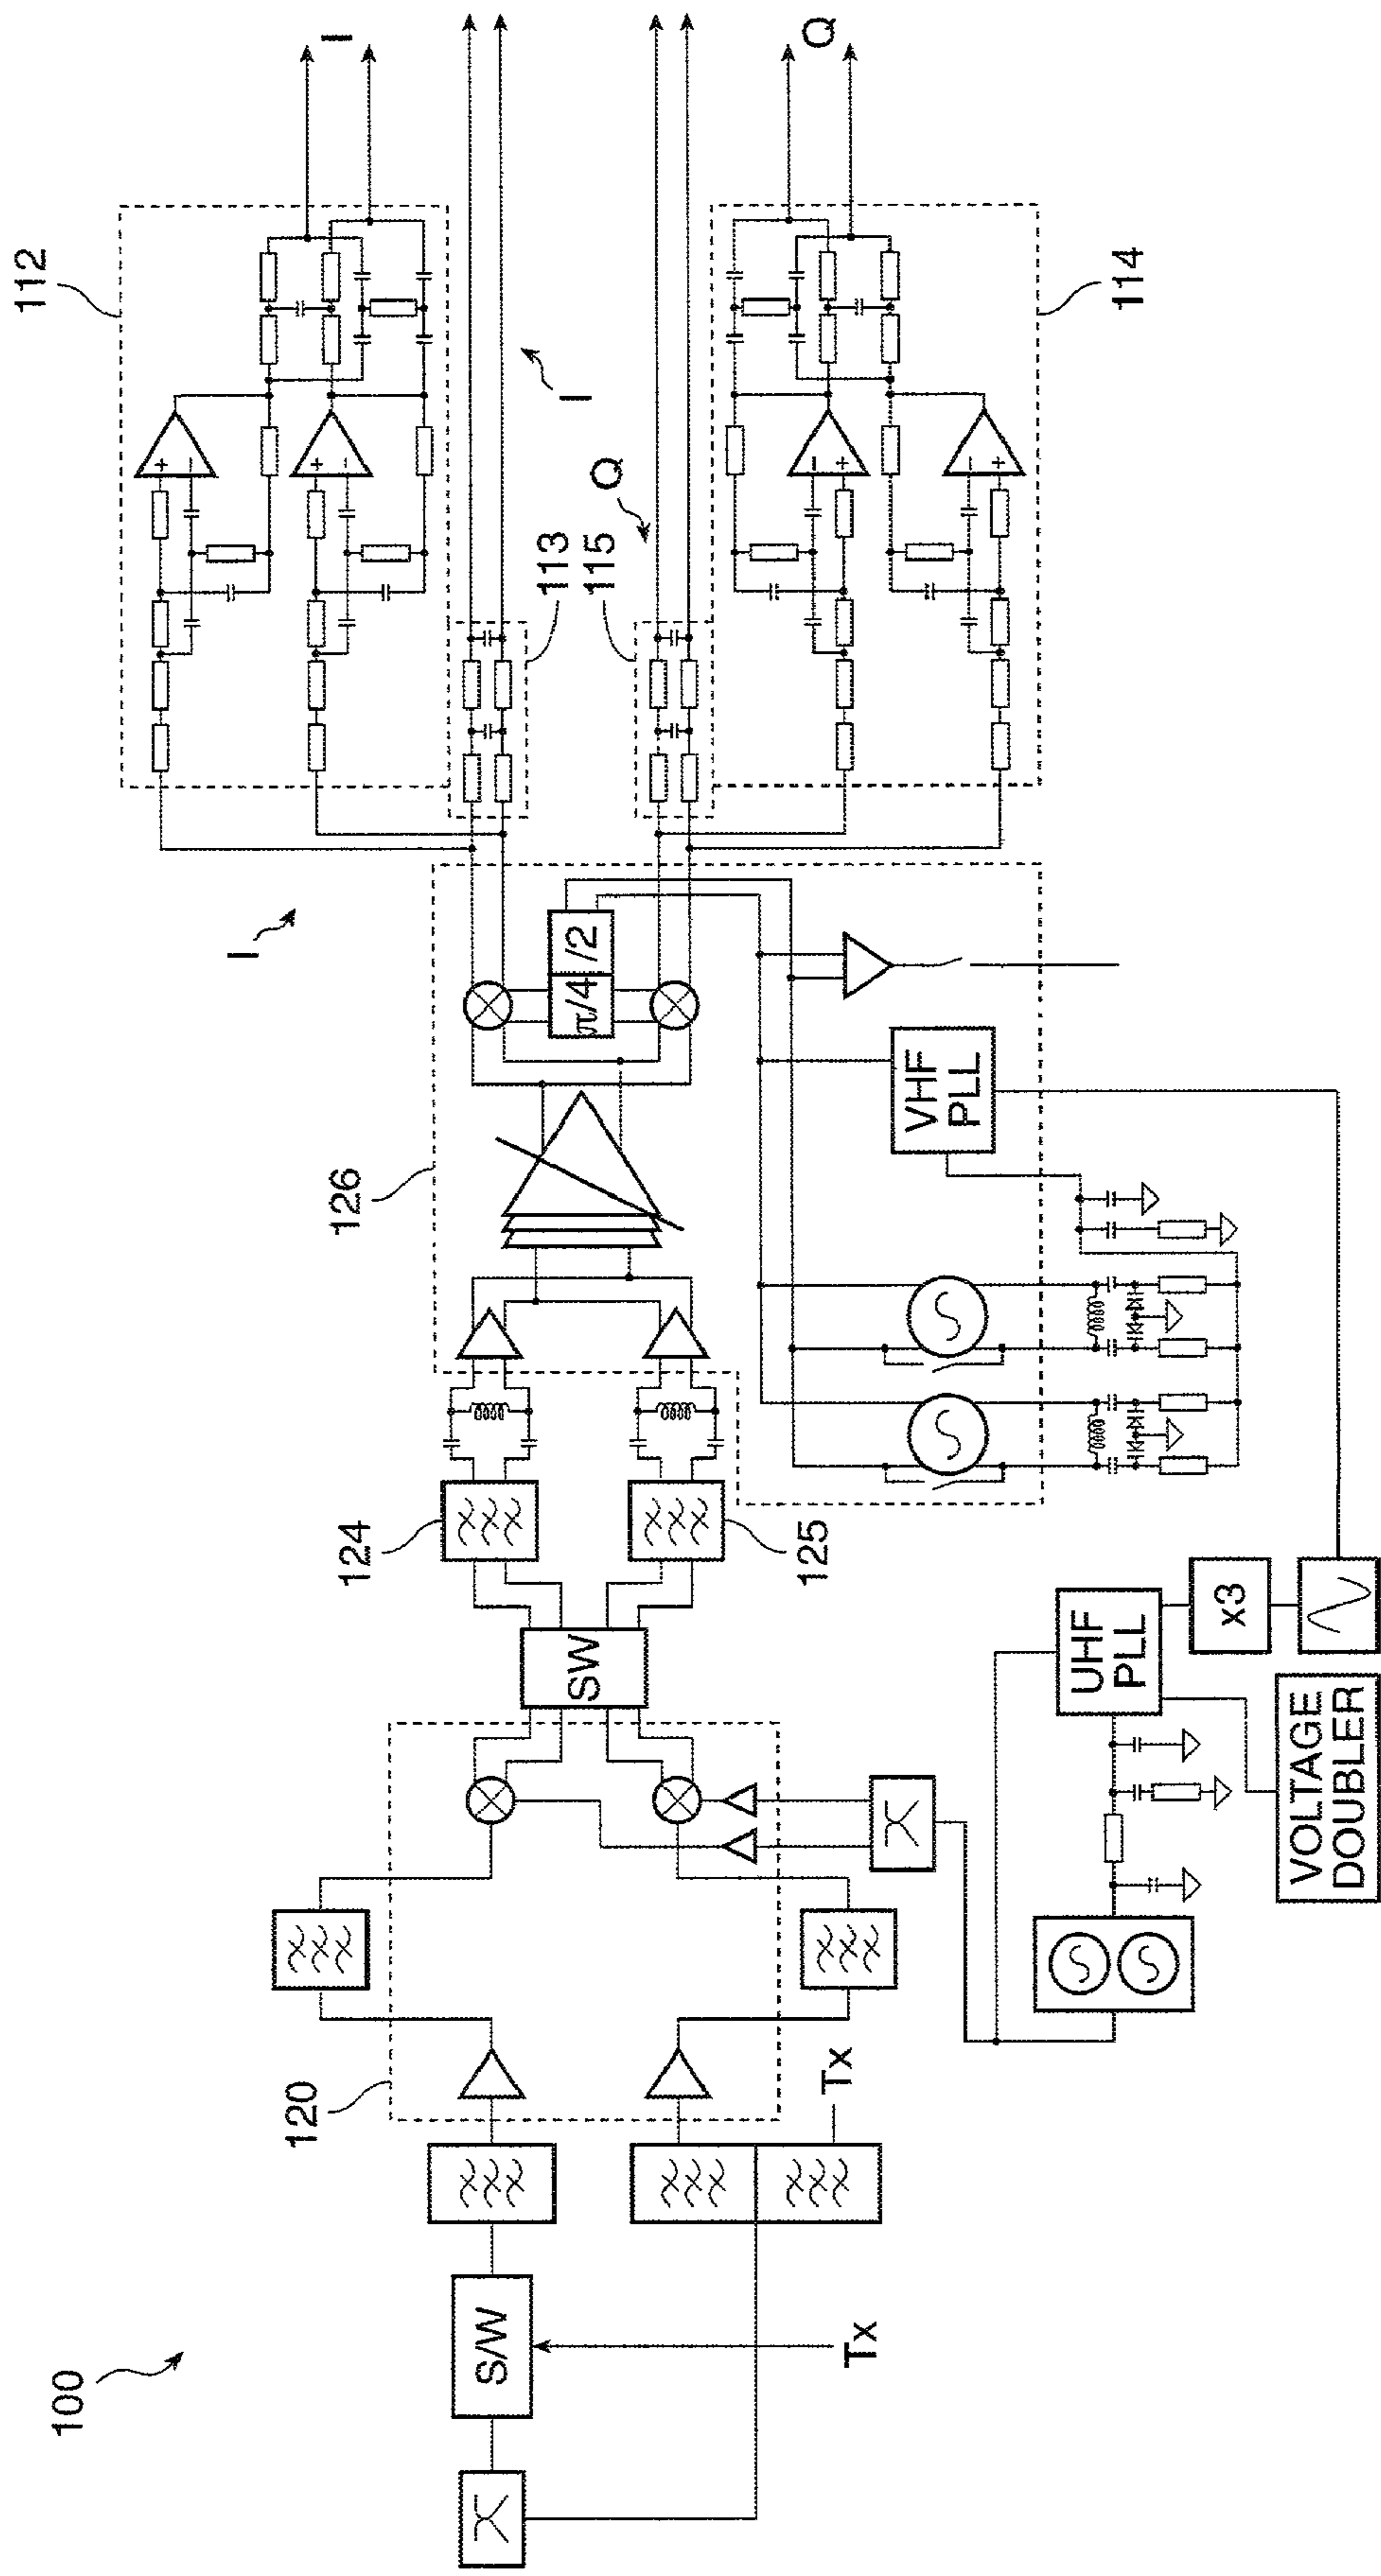 100
S/W
Tx
Tx
120
SW
124
125
126
π/4
/2
I
VHF
PLL
UHF
PLL
x3
VOLTAGE
DOUBLER
112
+
−
+
−
I
I
113
115
Q
−
+
−
+
Q
114